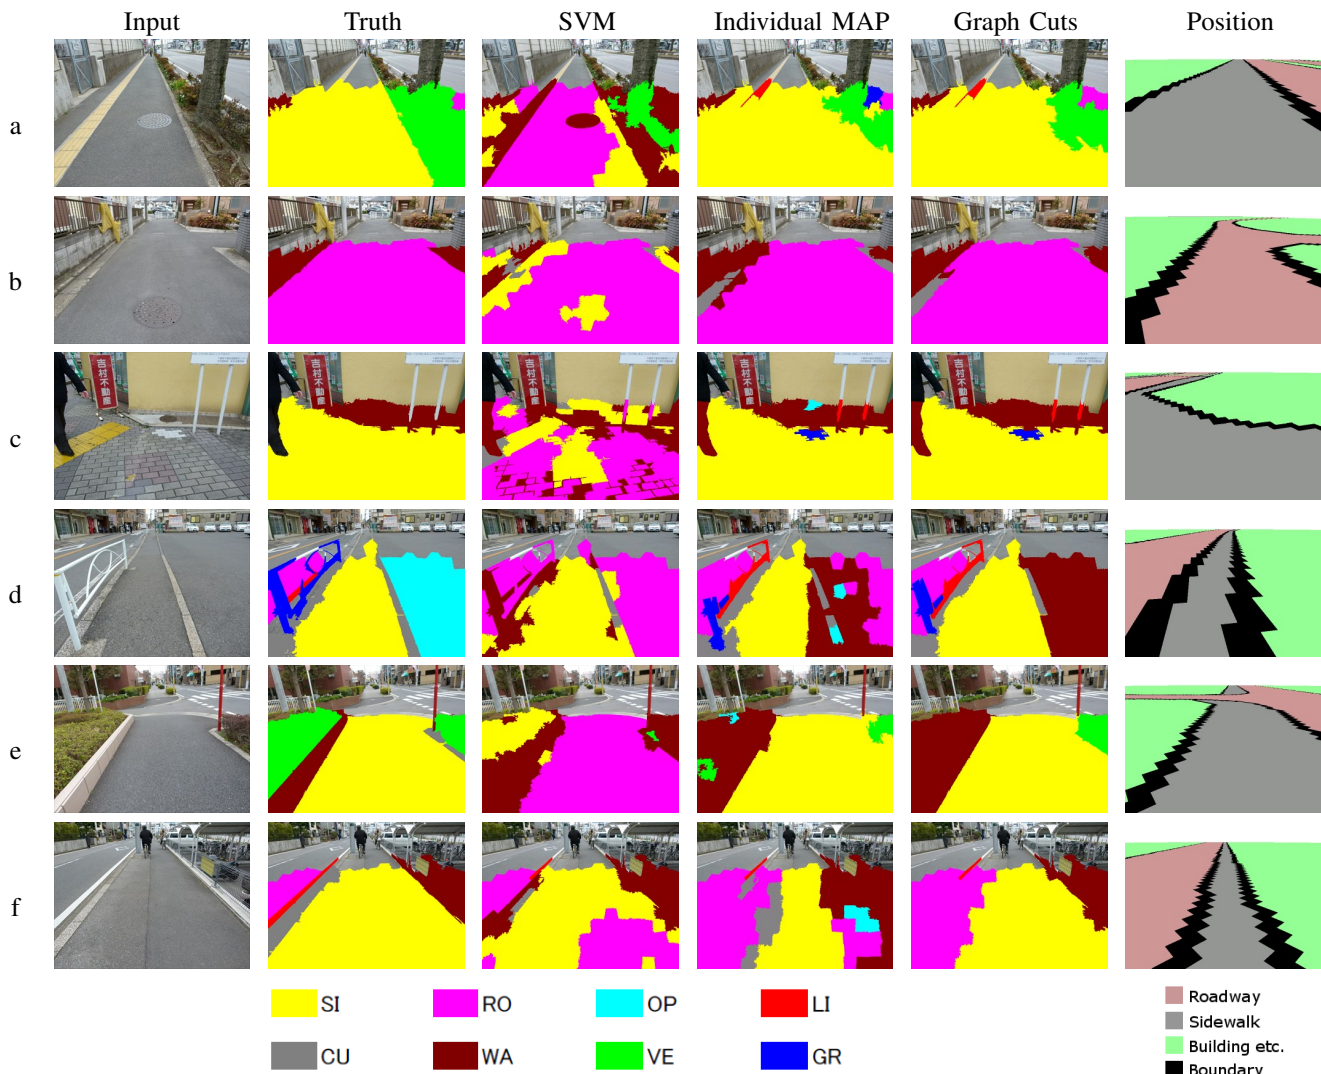 Input Truth SVM Individual MAP Graph Cuts Position
a
b
c
吉村不動産
d
e
f
SI RO OP LI
CU WA VE GR
Roadway
Sidewalk
Building etc.
Boundary